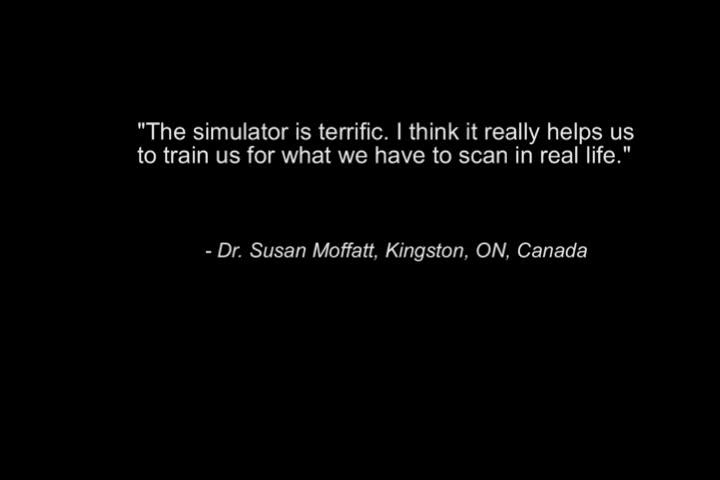 "The simulator is terrific. I think it really helps us
to train us for what we have to scan in real life."
- Dr. Susan Moffatt, Kingston, ON, Canada